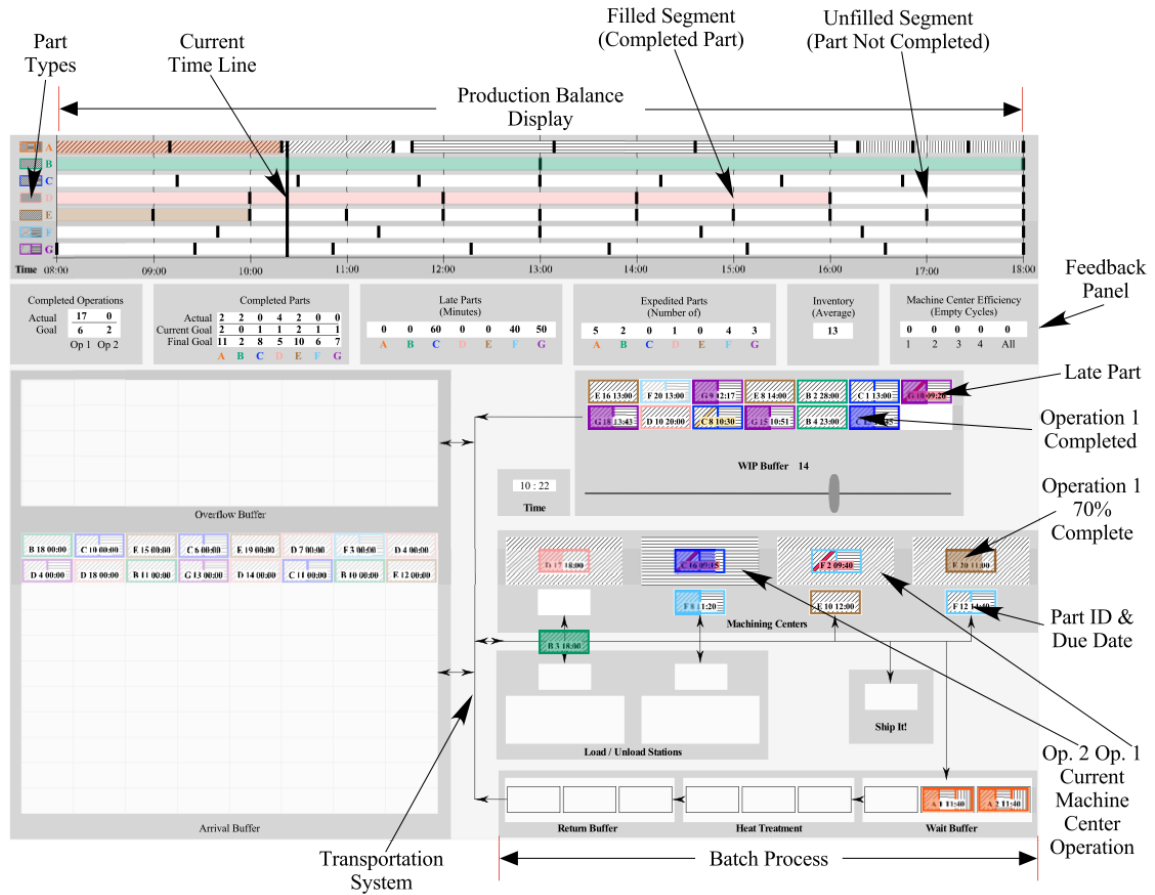 Part
Types
Current
Time Line
Filled Segment
(Completed Part)
Unfilled Segment
(Part Not Completed)
Production Balance
Display
A
B
C
D
E
F
G
Time 08:00 09:00 10:00 11:00 12:00 13:00 14:00 15:00 16:00 17:00 18:00
Feedback
Panel
Completed Operations
Actual 17 0
Goal 6 2
Op 1 Op 2
Completed Parts
Actual 2 2 0 4 2 0 0
Current Goal 2 0 1 1 2 1 1
Final Goal 11 2 8 5 10 6 7
A B C D E F G
Late Parts
(Minutes)
0 0 60 0 0 40 50
A B C D E F G
Expedited Parts
(Number of)
5 2 0 1 0 4 3
A B C D E F G
Inventory
(Average)
13
Machine Center Efficiency
(Empty Cycles)
0 0 0 0 0
1 2 3 4 All
E 16 13:00 F 20 13:00 G 9 12:17 E 8 14:00 B 2 28:00 C 1 13:00 09:20
G 18 13:43 D 10 20:00 C 8 10:30 G 15 10:51 B 4 23:00
WIP Buffer 14
Late Part
Operation 1
Completed
10 : 22
Time
Operation 1
70%
Complete
Overflow Buffer
B 18 00:00 C 10 00:00 E 15 00:00 C 6 00:00 E 19 00:00 D 7 00:00 F 3 00:00 D 4 00:00
D 4 00:00 D 18 00:00 B 11 00:00 G 13 00:00 D 14 00:00 C 11 00:00 B 10 00:00 E 12 00:00
D 17 18:00 C 16 09:15 F 2 09:40 E 20 11:00
F 8 11:20 E 10 12:00 F 12 14:40
Machining Centers
Part ID &
Due Date
B 3 18:00
Load / Unload Stations
Ship It!
Op. 2 Op. 1
Current
Machine
Center
Operation
A 1 11:40 A 2 11:40
Return Buffer
Heat Treatment
Wait Buffer
Arrival Buffer
Transportation
System
Batch Process